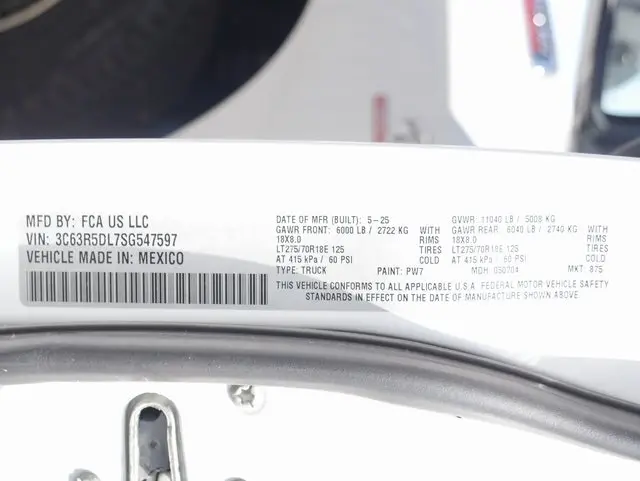 MFD BY: FCA US LLC
VIN: 3C63R5DL7SG547597
VEHICLE MADE IN: MEXICO
DATE OF MFR (BUILT): 5-25 GVWR: 11040 LB / 5008 KG
GAWR FRONT: 6000 LB / 2722 KG WITH GAWR REAR: 6040 LB / 2740 KG WITH
18X8.0 RIMS 18X8.0 RIMS
LT275/70R18E 125 TIRES LT275/70R18E 125 TIRES
AT 415 kPa / 60 PSI COLD AT 415 kPa / 60 PSI COLD
TYPE: TRUCK PAINT: PW7 MDH: 050704 MKT: 875
THIS VEHICLE CONFORMS TO ALL APPLICABLE U.S.A. FEDERAL MOTOR VEHICLE SAFETY
STANDARDS IN EFFECT ON THE DATE OF MANUFACTURE SHOWN ABOVE